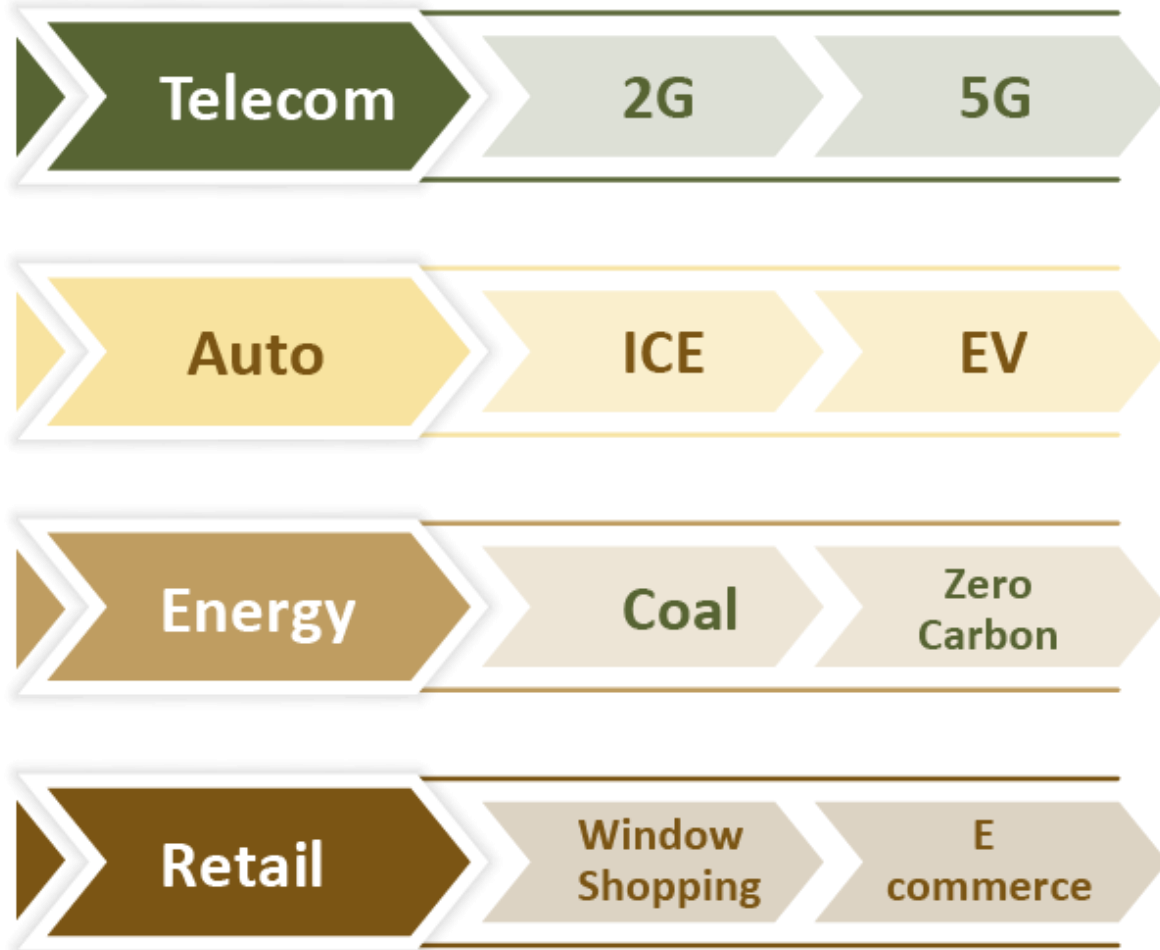 Telecom
2G
5G
Auto
ICE
EV
Energy
Coal
Zero
Carbon
Retail
Window
Shopping
E
commerce